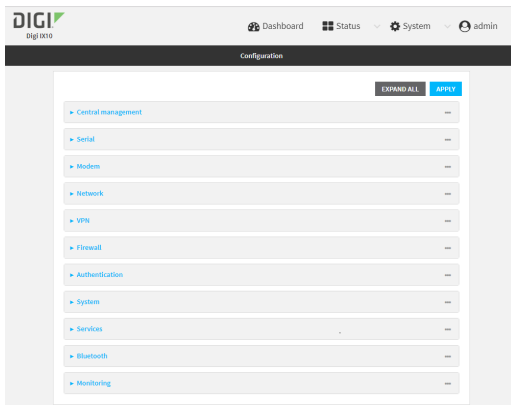 DIGI
Digi IX10
Dashboard
Status
System
admin
Configuration
EXPAND ALL
APPLY
Central management
Serial
Modem
Network
VPN
Firewall
Authentication
System
Services
Bluetooth
Monitoring